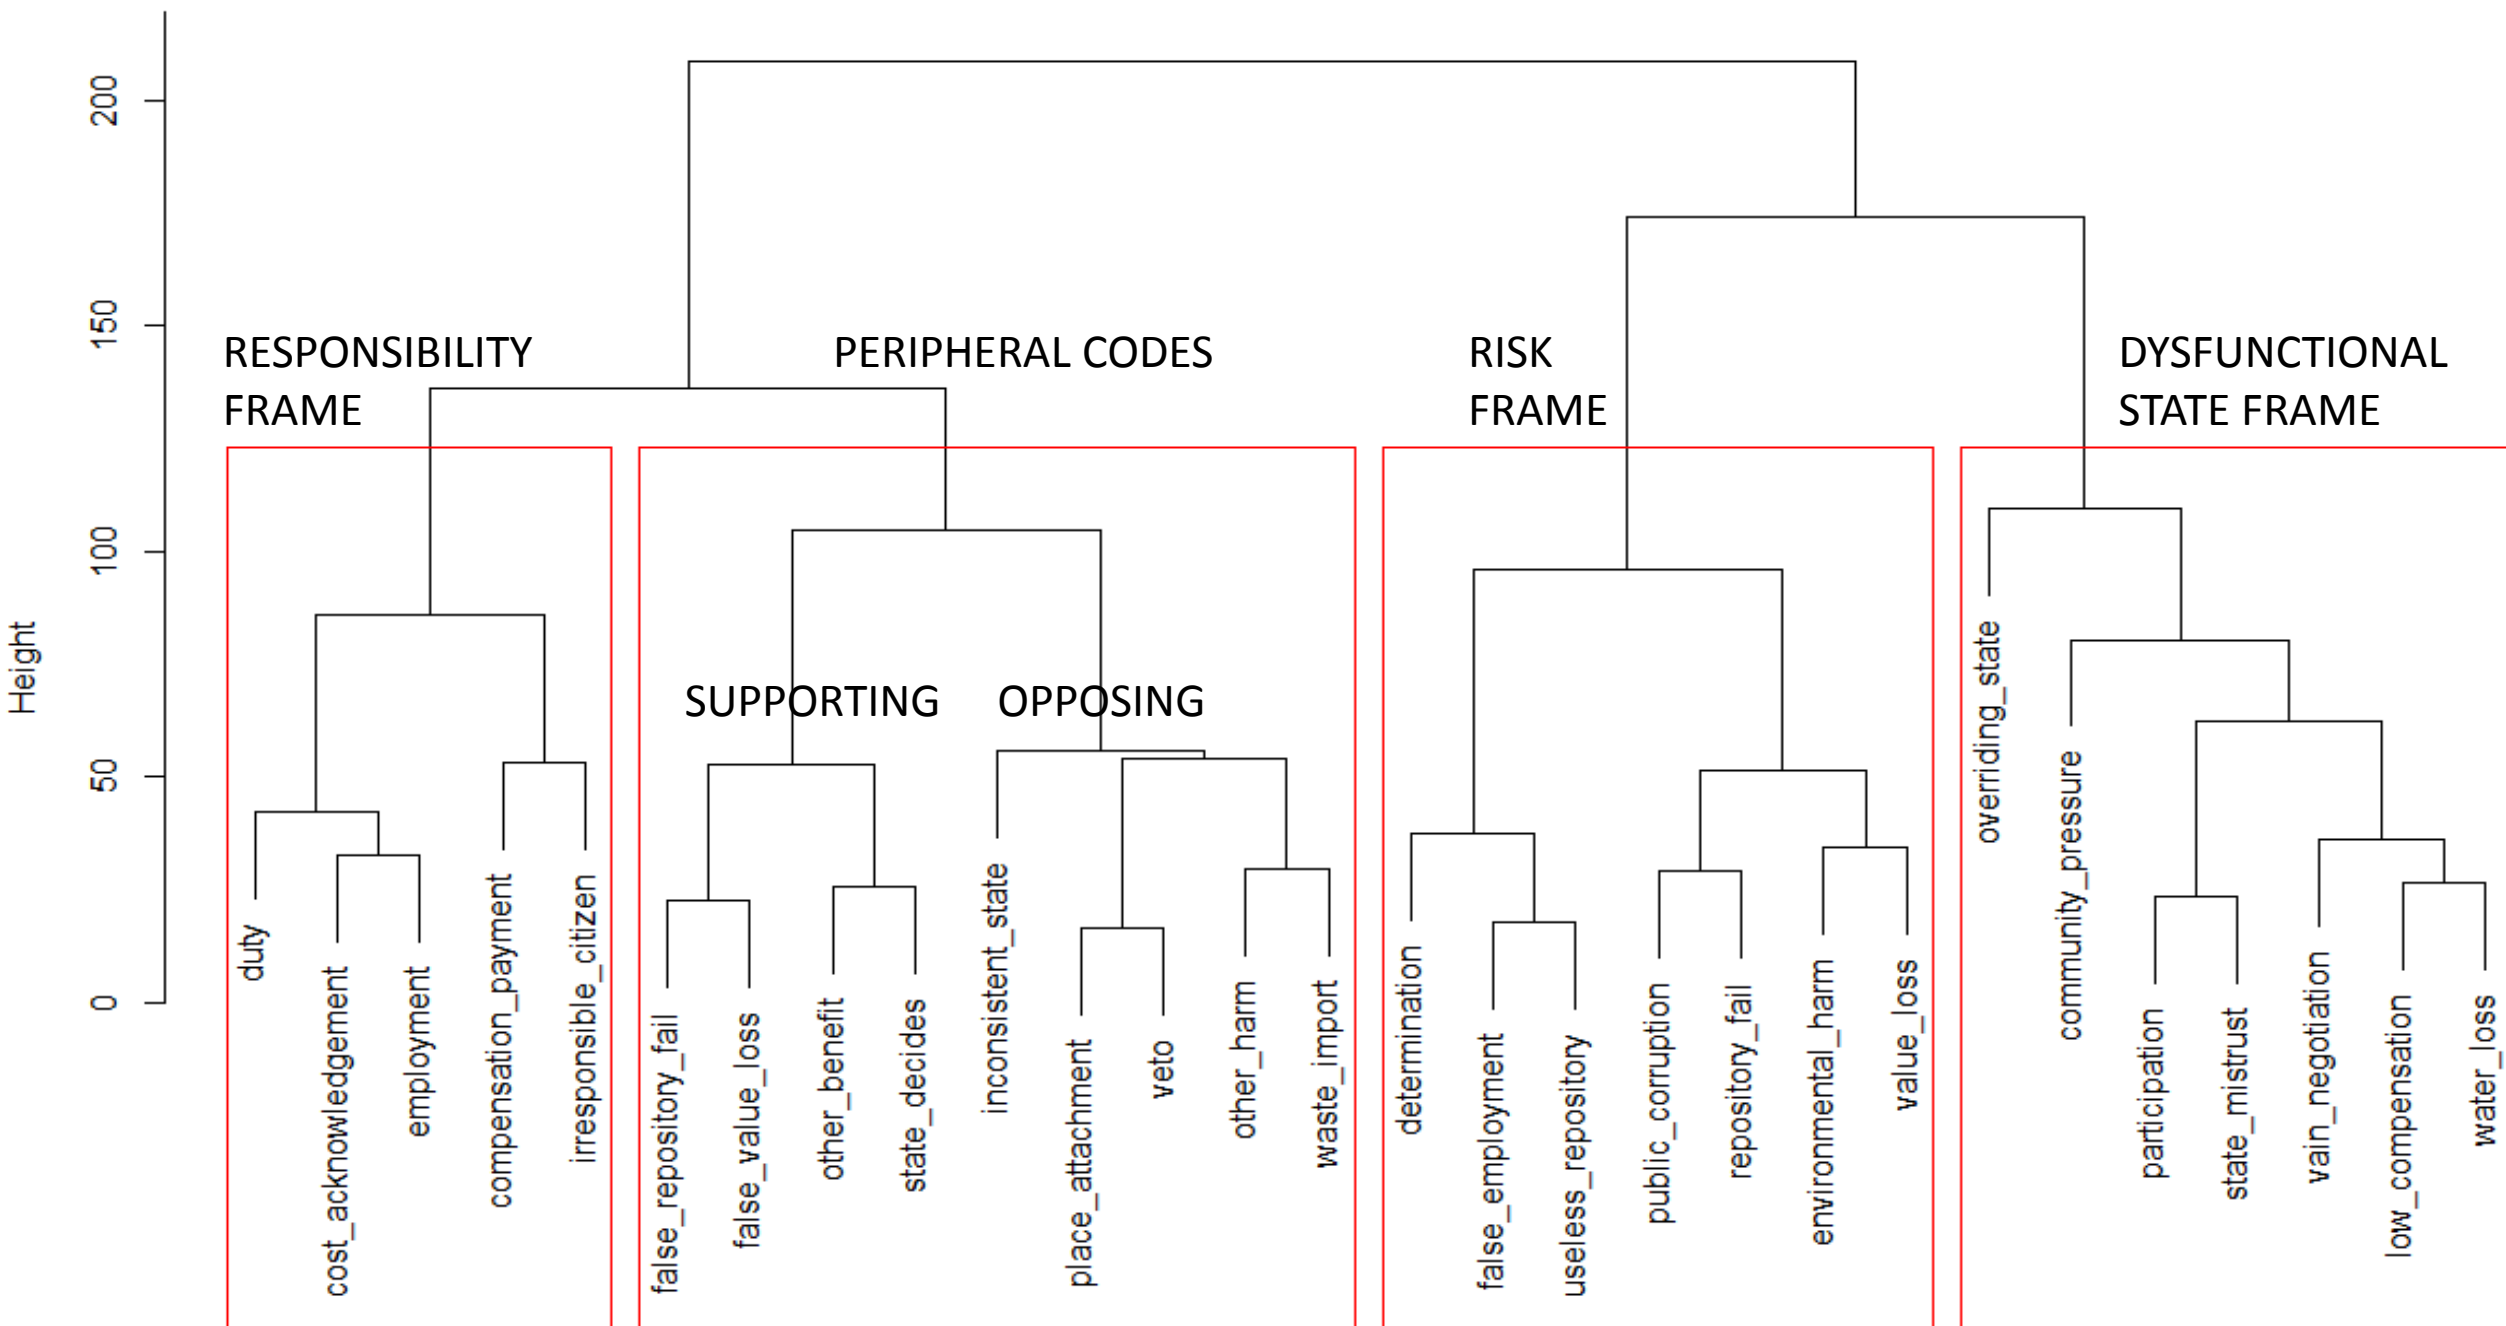 Height
200
150
100
50
0
RESPONSIBILITY
FRAME
PERIPHERAL CODES
RISK
FRAME
DYSFUNCTIONAL
STATE FRAME
SUPPORTING
OPPOSING
duty
cost_acknowledgement
employment
compensation_payment
irresponsible_citizen
false_repository_fail
false_value_loss
other_benefit
state_decides
inconsistent_state
place_attachment
veto
other_harm
waste_import
determination
false_employment
useless_repository
public_corruption
repository_fail
environmental_harm
value_loss
overriding_state
community_pressure
participation
state_mistrust
vain_negotiation
low_compensation
water_loss